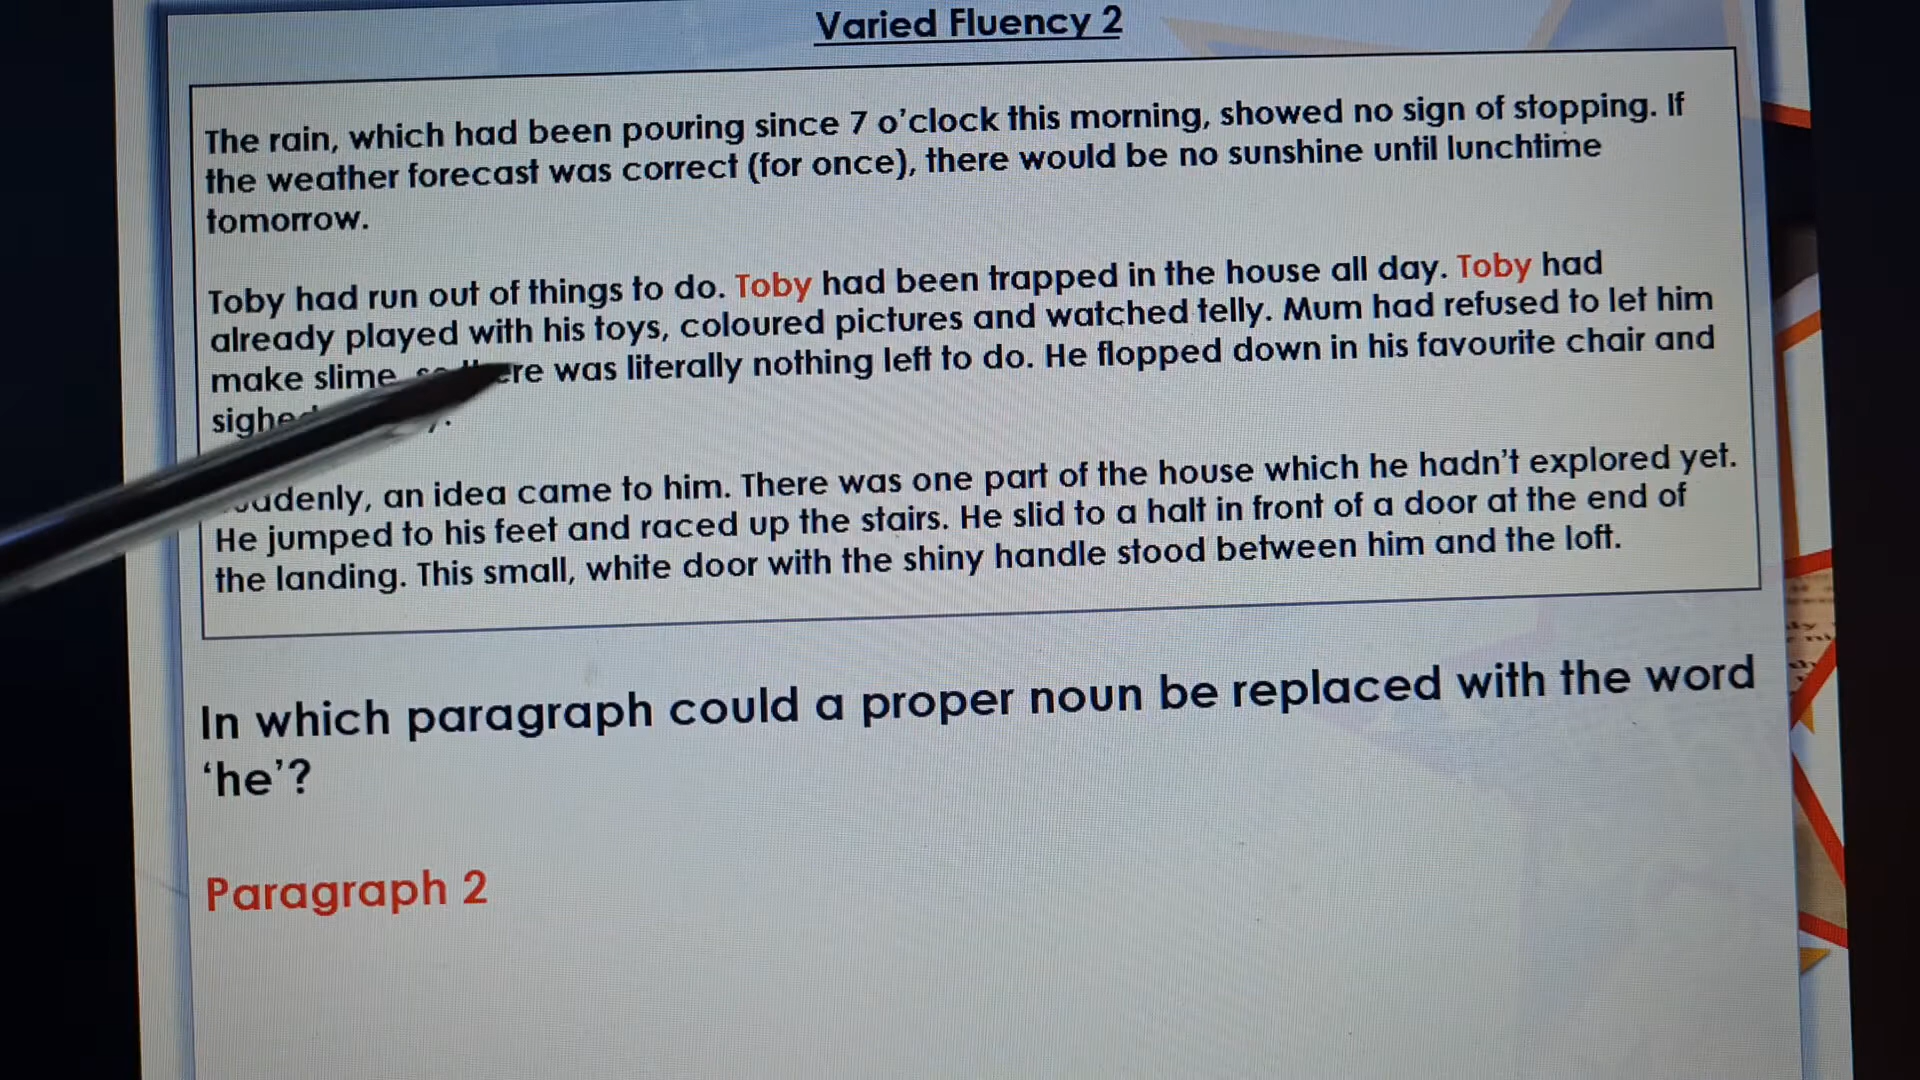 Varied Fluency 2
The rain, which had been pouring since 7 o'clock this morning, showed no sign of stopping. If
the weather forecast was correct (for once), there would be no sunshine until lunchtime
tomorrow.
Toby had run out of things to do. Toby had been trapped in the house all day. Toby had
already played with his toys, coloured pictures and watched telly. Mum had refused to let him
make slime was literally nothing left to do. He flopped down in his favourite chair and
an idea came to him. There was one part of the house which he hadn't explored yet.
He jumped to his feet and raced up the stairs. He slid to a halt in front of a door at the end of
the landing. This small, white door with the shiny handle stood between him and the loft.
In which paragraph could a proper noun be replaced with the word
'he'?
Paragraph 2